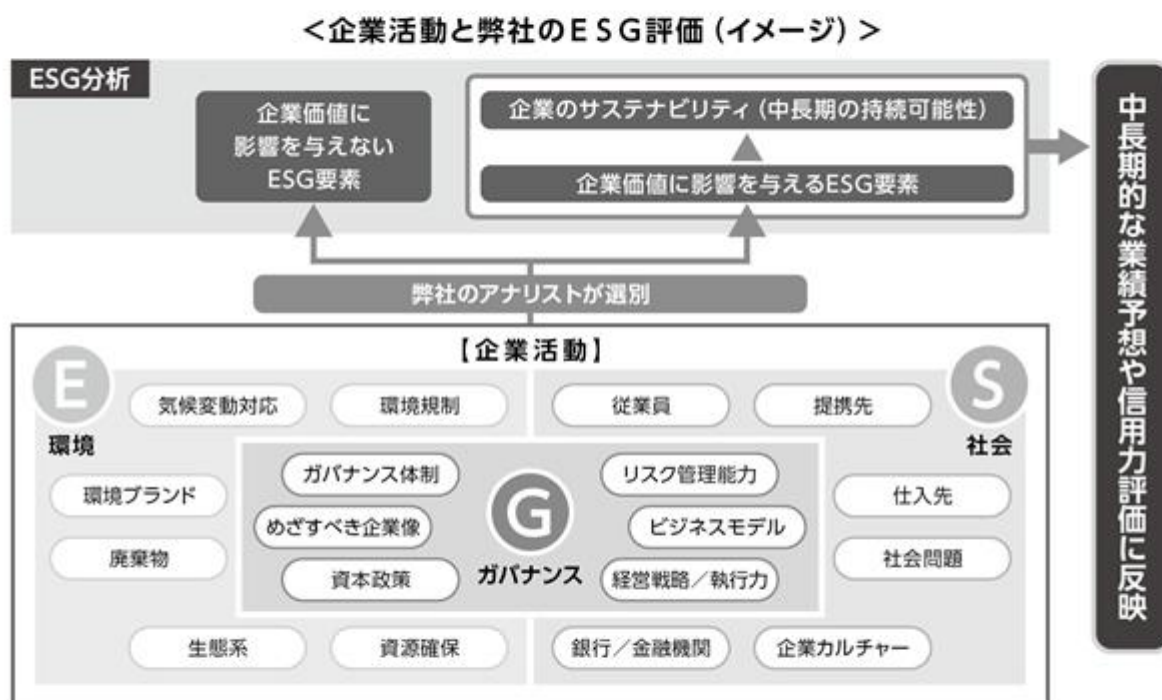 ＜企業活動と弊社のＥＳＧ評価（イメージ）＞
ESG分析
企業価値に
影響を与えない
ESG要素
企業のサステナビリティ（中長期の持続可能性）
企業価値に影響を与えるESG要素
中長期的な業績予想や信用力評価に反映
弊社のアナリストが選別
【企業活動】
E
環境
気候変動対応
環境規制
従業員
提携先
S
社会
環境ブランド
廃棄物
ガバナンス体制
めざすべき企業像
資本政策
G
ガバナンス
リスク管理能力
ビジネスモデル
経営戦略／執行力
仕入先
社会問題
生態系
資源確保
銀行／金融機関
企業カルチャー